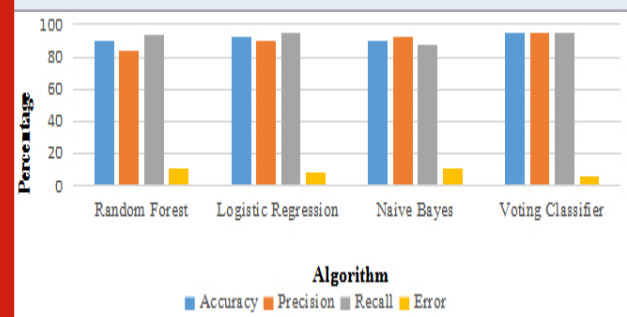 100
80
60
40
20
0
Percentage
Random Forest Logistic Regression Naive Bayes Voting Classifier
Algorithm
Accuracy Precision Recall Error